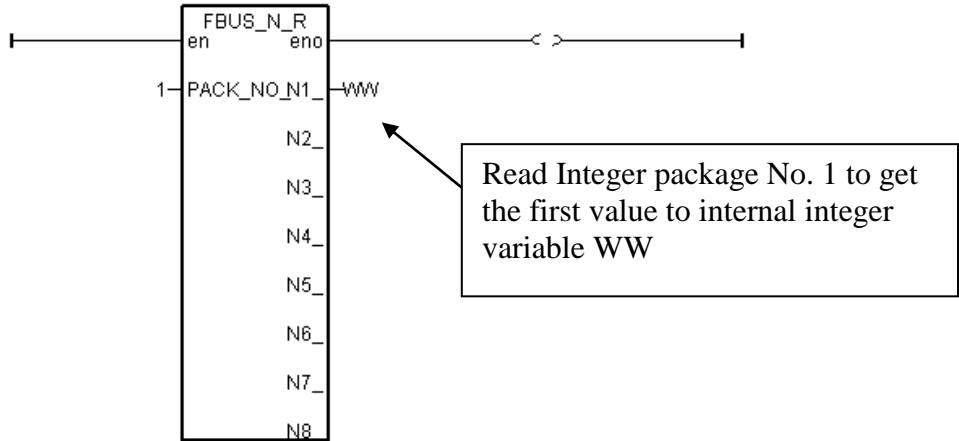 FBUS_N_R
en eno
1 PACK_NO N1_ WW
N2_
N3_
N4_
N5_
N6_
N7_
N8
Read Integer package No. 1 to get
the first value to internal integer
variable WW